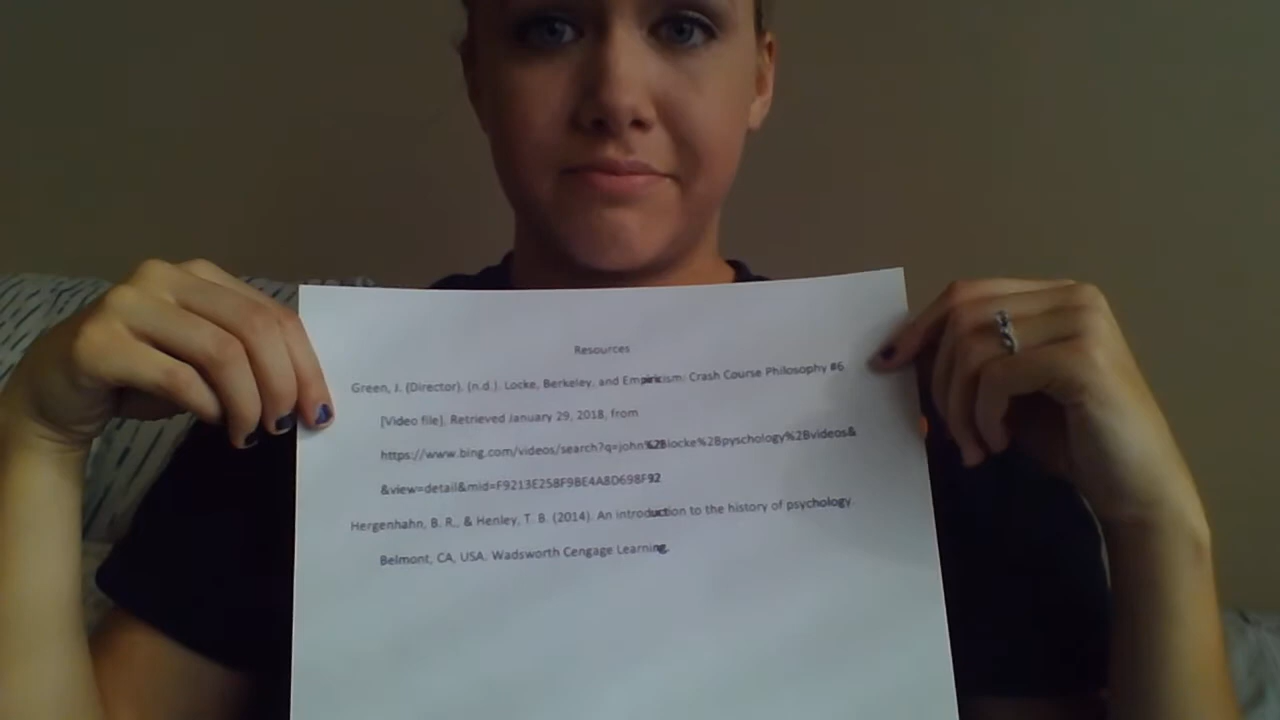 Resources
Green, J. (Director). (n.d.). Locke, Berkeley, and Empiricism: Crash Course Philosophy #6
[Video file]. Retrieved January 29, 2018, from
https://www.bing.com/videos/search?q=john%2Blocke%2Bpyschology%2Bvideos&
&view=detail&mid=F9213E258F9BE4A8D698F92
Hergenhahn, B. R., & Henley, T. B. (2014). An introduction to the history of psychology.
Belmont, CA, USA: Wadsworth Cengage Learning.